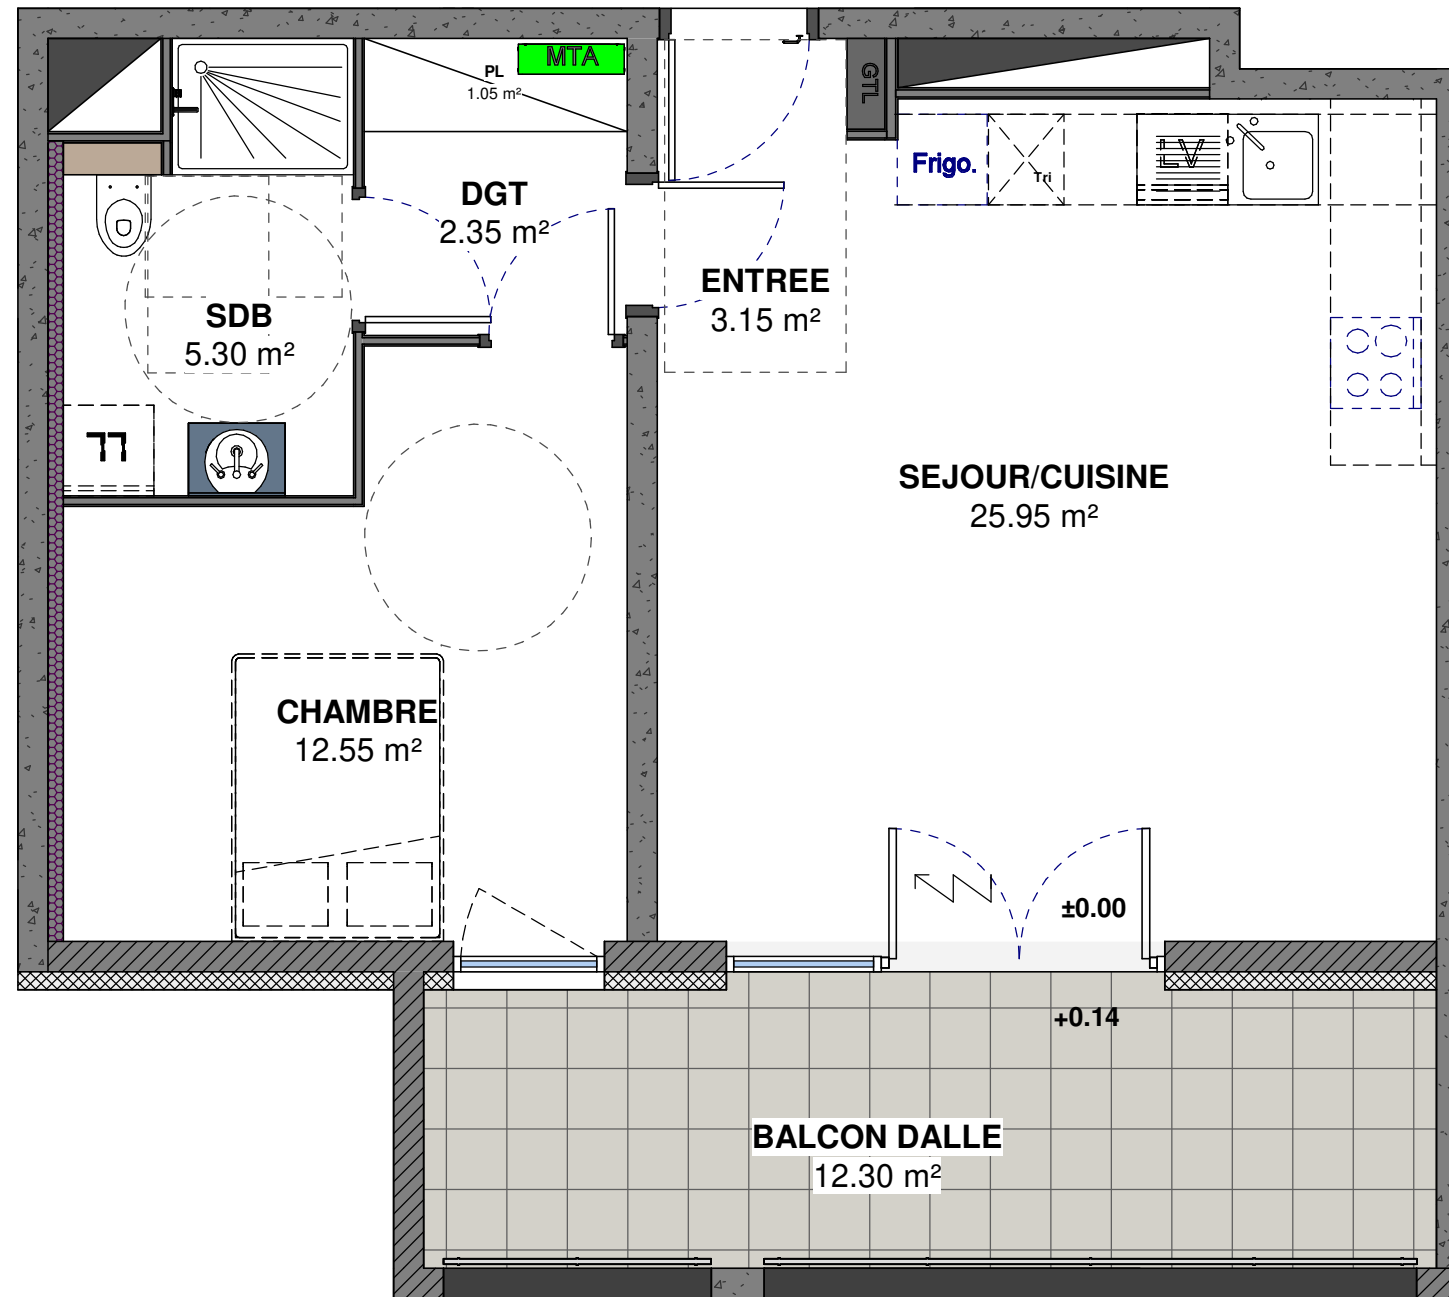 MTA
PL
1.05 m²
GTL
DGT
2.35 m²
Frigo.
Tri
LV
ENTREE
3.15 m²
SDB
5.30 m²
LL
SEJOUR/CUISINE
25.95 m²
CHAMBRE
12.55 m²
±0.00
+0.14
BALCON DALLE
12.30 m²